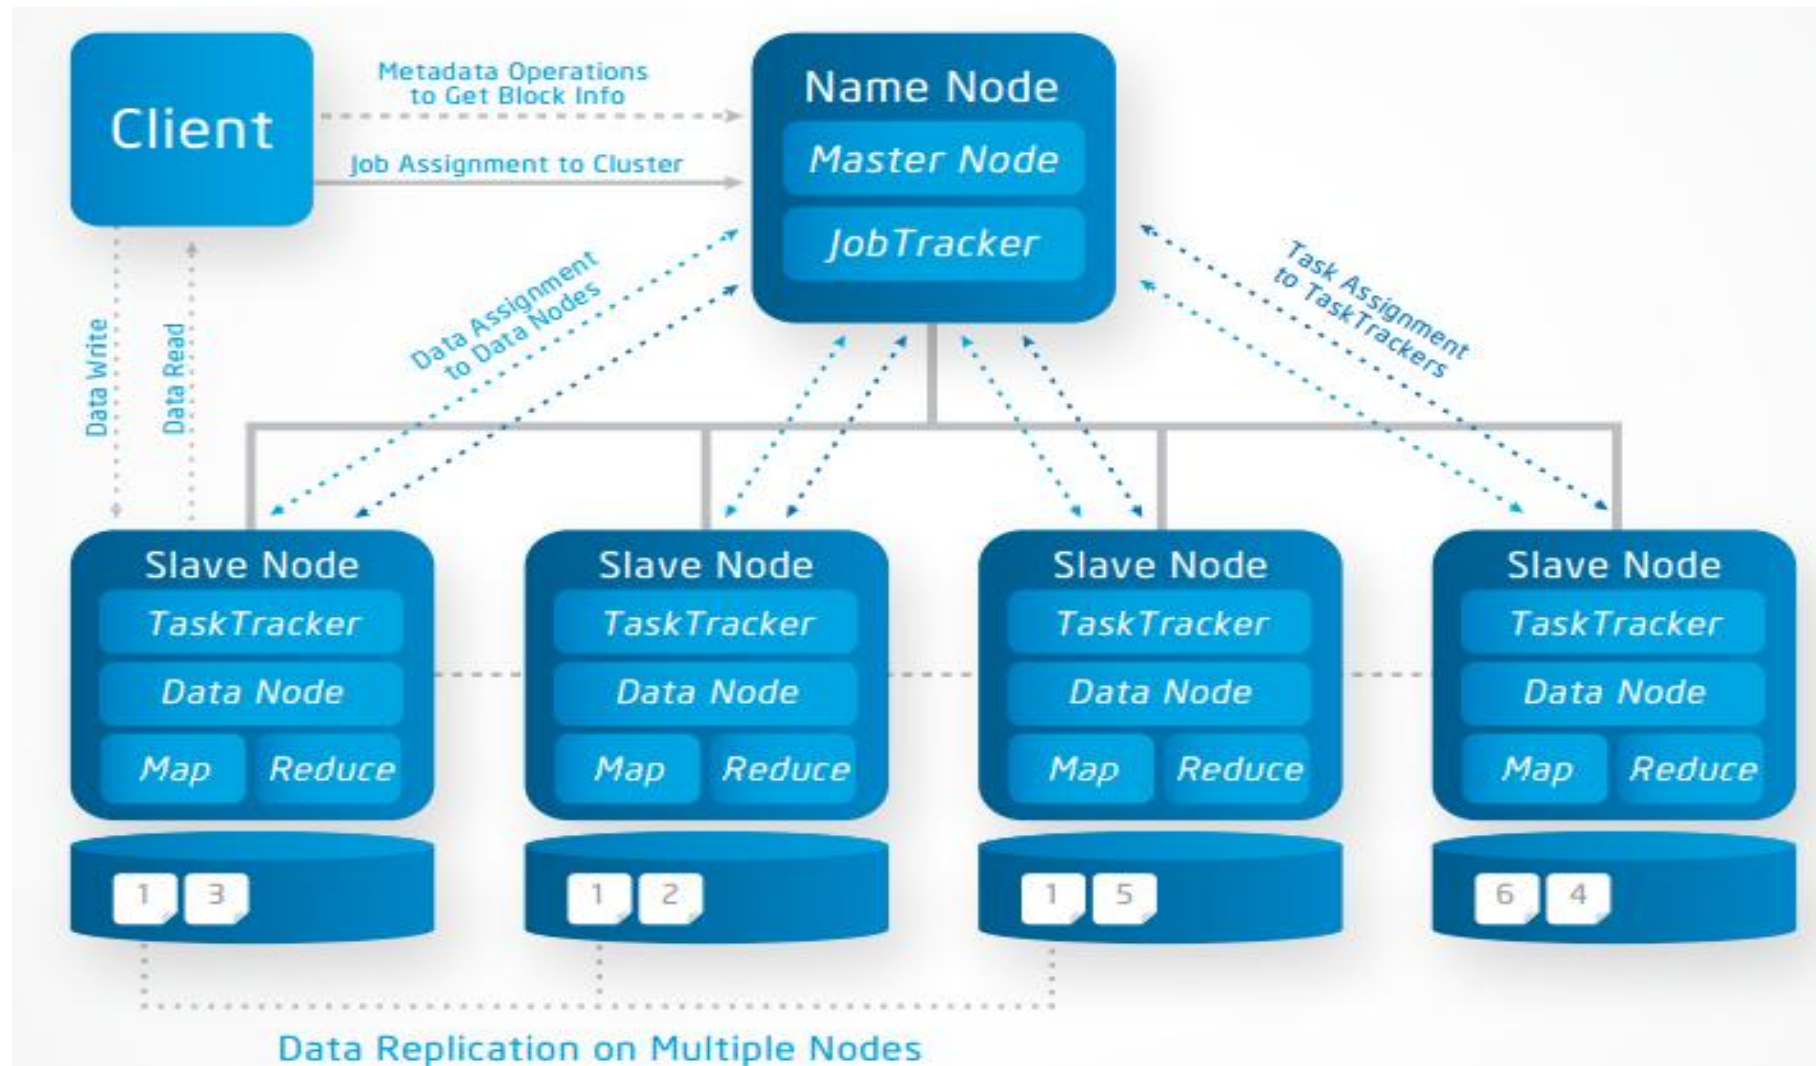 Client
Metadata Operations
to Get Block Info
Job Assignment to Cluster
Name Node
Master Node
JobTracker
Data Write
Data Read
Data Assignment
to Data Nodes
Task Assignment
to TaskTrackers
Slave Node
TaskTracker
Data Node
Map Reduce
1 3
Slave Node
TaskTracker
Data Node
Map Reduce
1 2
Slave Node
TaskTracker
Data Node
Map Reduce
1 5
Slave Node
TaskTracker
Data Node
Map Reduce
6 4
Data Replication on Multiple Nodes